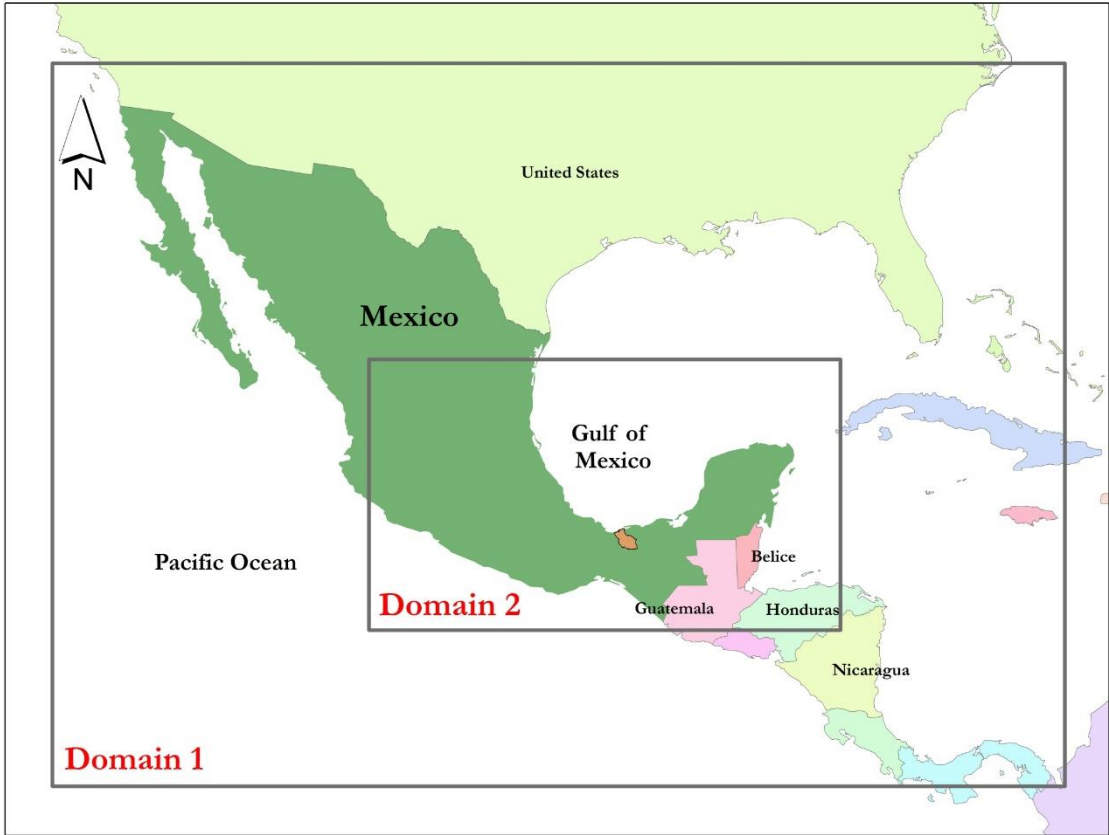 N
United States
Mexico
Gulf of
Mexico
Pacific Ocean
Belice
Domain 2
Guatemala
Honduras
Nicaragua
Domain 1